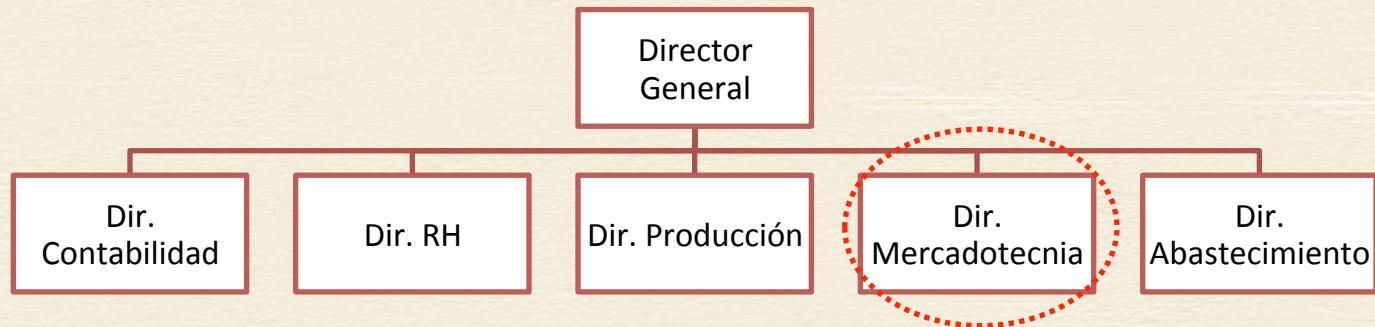 Director
General
Dir.
Contabilidad
Dir. RH
Dir. Producción
Dir.
Mercadotecnia
Dir.
Abastecimiento